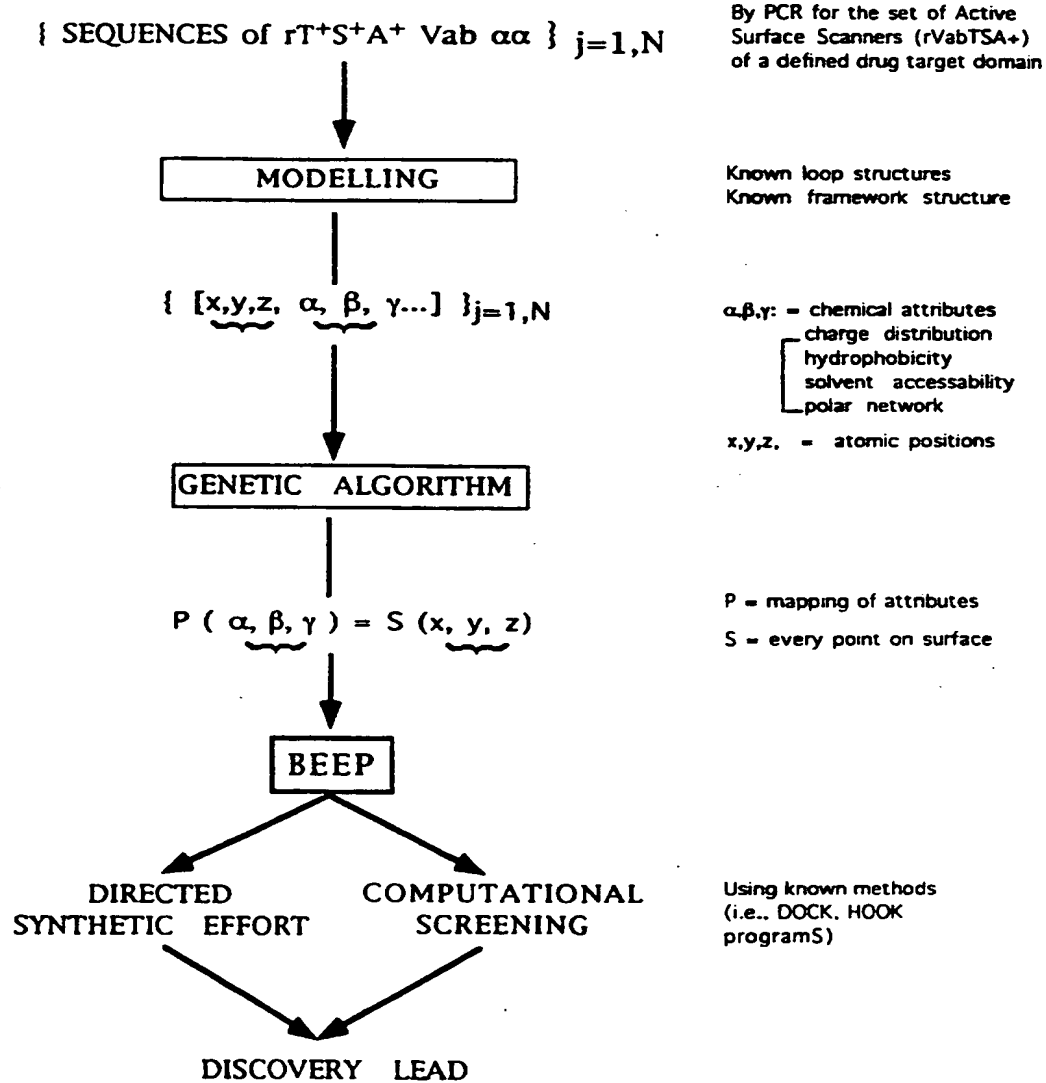 { SEQUENCES of rT⁺S⁺A⁺ Vab αα } j=1,N
By PCR for the set of Active
Surface Scanners (rVabTSA+)
of a defined drug target domain
MODELLING
Known loop structures
Known framework structure
{ [x,y,z, α, β, γ...] }j=1,N
α,β,γ: = chemical attributes
charge distribution
hydrophobicity
solvent accessability
polar network
x,y,z, = atomic positions
GENETIC ALGORITHM
P ( α, β, γ ) = S (x, y, z)
P = mapping of attributes
S = every point on surface
BEEP
DIRECTED
SYNTHETIC EFFORT
COMPUTATIONAL
SCREENING
Using known methods
(i.e., DOCK, HOOK
programS)
DISCOVERY LEAD